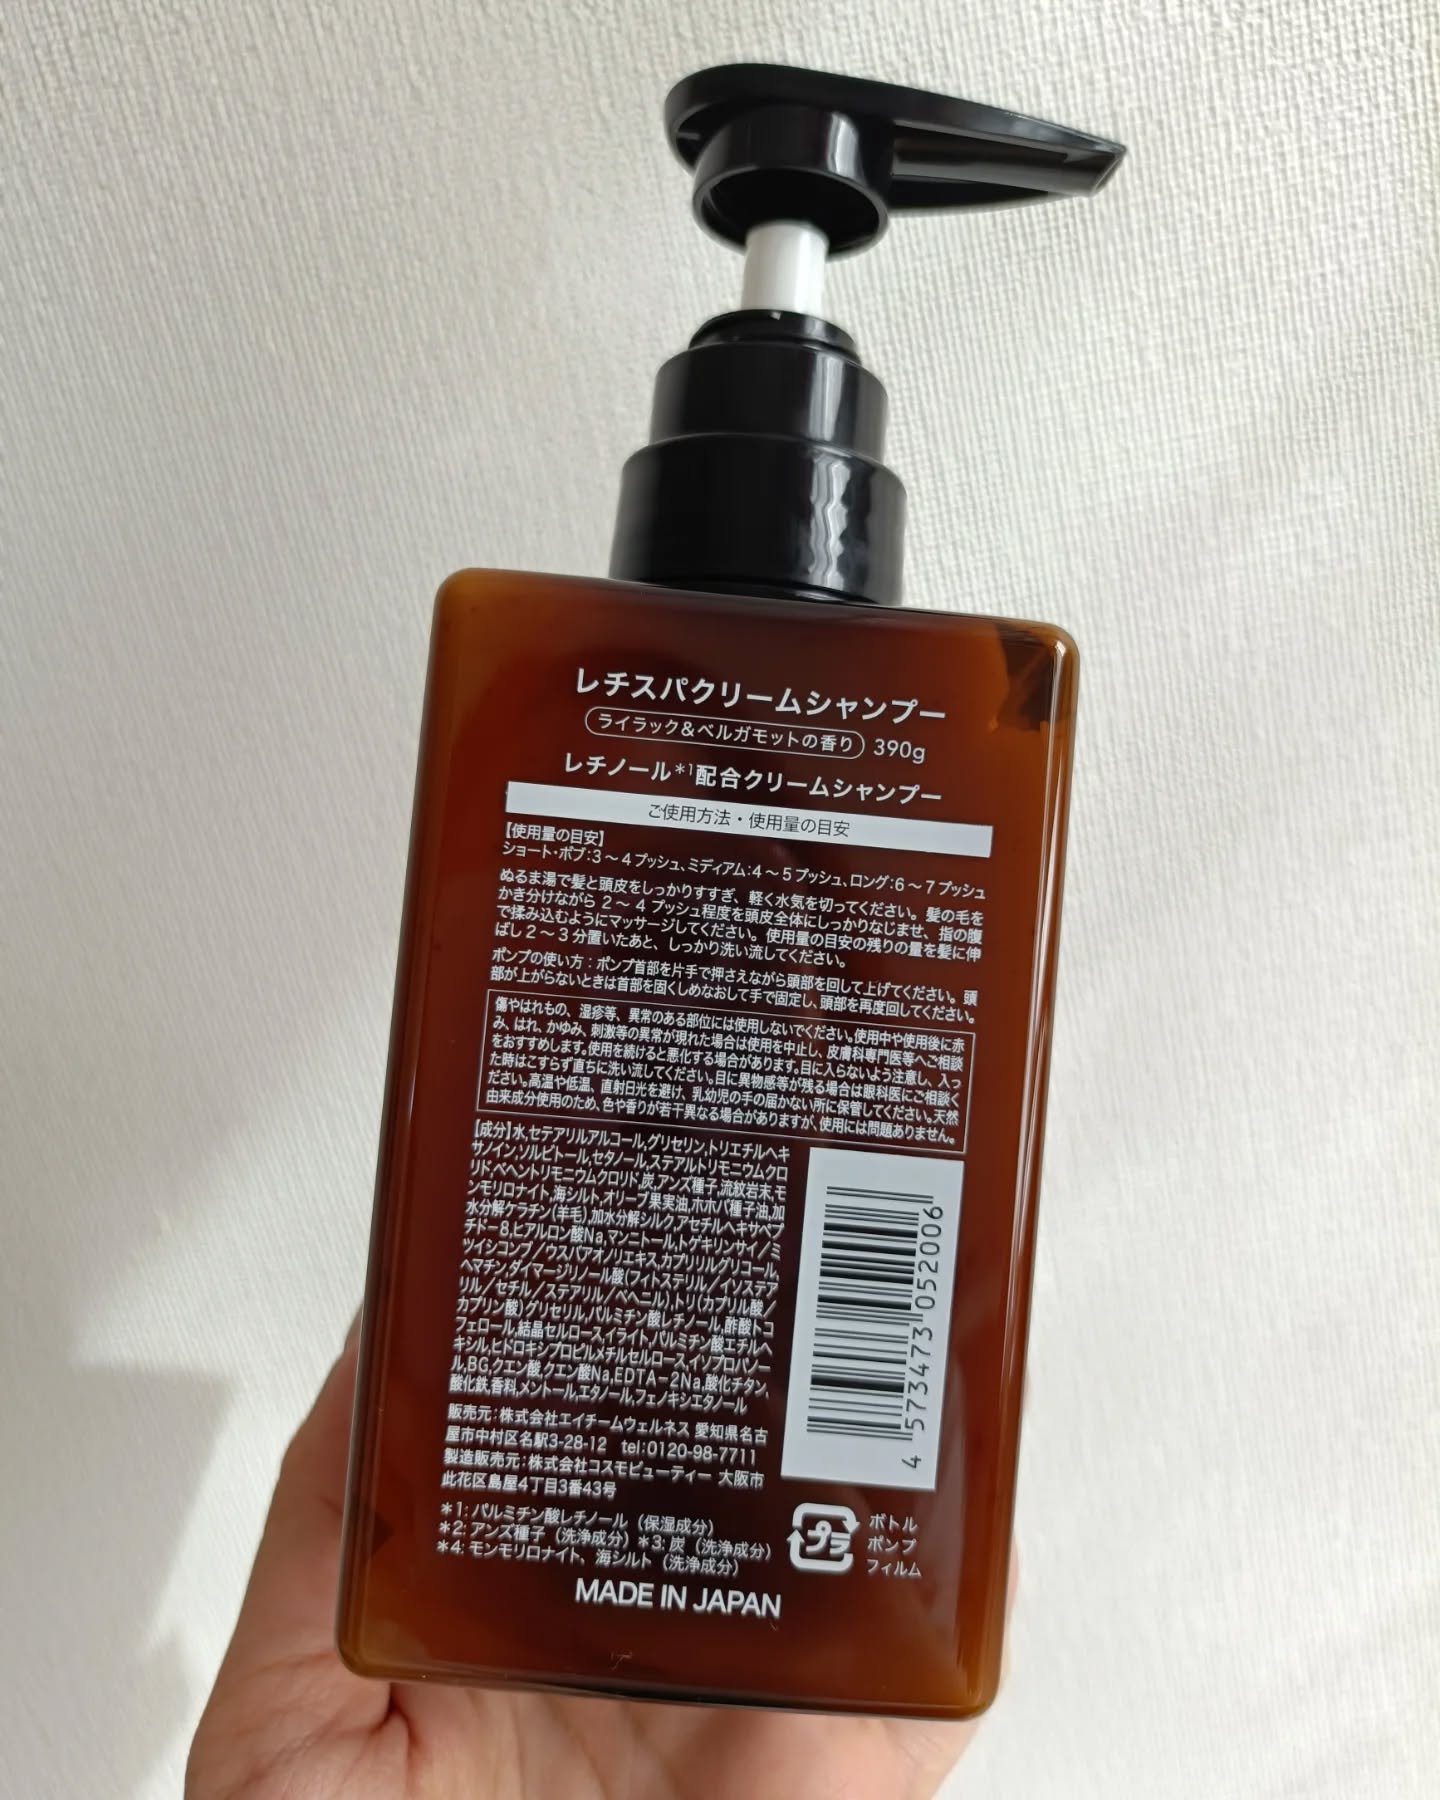 レチスパクリームシャンプー
ライラック&ベルガモットの香り 390g
レチノール*1配合クリームシャンプー
ご使用方法・使用量の目安
【使用量の目安】
ショート・ボブ:3～4プッシュ、ミディアム:4～5プッシュ、ロング:6～7プッシュ
ぬるま湯で髪と頭皮をしっかりすすぎ、軽く水気を切ってください。髪の毛を
かき分けながら 2～4 プッシュ程度を頭皮全体にしっかりなじませ、指の腹
で揉み込むようにマッサージしてください。使用量の目安の残りの量を髪に伸
ばし2～3分置いたあと、しっかり洗い流してください。
ポンプの使い方:ポンプ首部を片手で押さえながら頭部を回して上げてください。頭
部が上がらないときは首部を固くしめなおして手で固定し、頭部を再度回してください。
傷やはれもの、湿疹等、異常のある部位には使用しないでください。使用中や使用後に赤
み、はれ、かゆみ、刺激等の異常が現れた場合は使用を中止し、皮膚科専門医等へご相談
をおすすめします。使用を続けると悪化する場合があります。目に入らないよう注意し、入っ
た時はこすらず直ちに洗い流してください。目に異物感等が残る場合は眼科医にご相談く
ださい。高温や低温、直射日光を避け、乳幼児の手の届かない所に保管してください。天然
由来成分使用のため、色や香りが若干異なる場合がありますが、使用には問題ありません。
【成分】水,セテアリルアルコール,グリセリン,トリエチルヘキ
サノイン,ソルビトール,セタノール,ステアルトリモニウムクロ
リド,ベヘントリモニウムクロリド,炭,アンズ種子,流紋岩末,モ
ンモリロナイト,海シルト,オリーブ果実油,ホホバ種子油,加
水分解ケラチン(羊毛),加水分解シルク,アセチルヘキサペプ
チド-8,ヒアルロン酸Na,マンニトール,トゲキリンサイ/ミ
ツイシコンブ/ウスバアオノリエキス,カプリリルグリコール,
ヘマチン,ダイマージリノール酸(フィトステリル/イソステア
リル/セチル/ステアリル/ベヘニル),トリ(カプリル酸/
カプリン酸)グリセリル,パルミチン酸レチノール,酢酸トコ
フェロール,結晶セルロース,イライト,パルミチン酸エチルヘ
キシル,ヒドロキシプロピルメチルセルロース,イソプロパノー
ル,BG,クエン酸,クエン酸Na,EDTA-2Na,酸化チタン、
酸化鉄,香料,メントール,エタノール,フェノキシエタノール
販売元:株式会社エイチームウェルネス 愛知県名古
屋市中村区名駅3-28-12 tel:0120-98-7711
製造販売元:株式会社コスモビューティー 大阪市
此花区島屋4丁目3番43号
*1:パルミチン酸レチノール（保湿成分）
*2:アンズ種子（洗浄成分）*3:炭（洗浄成分）
*4:モンモリロナイト、海シルト（洗浄成分）
MADE IN JAPAN
4 573473 052006
プラ
ボトル
ポンプ
フィルム